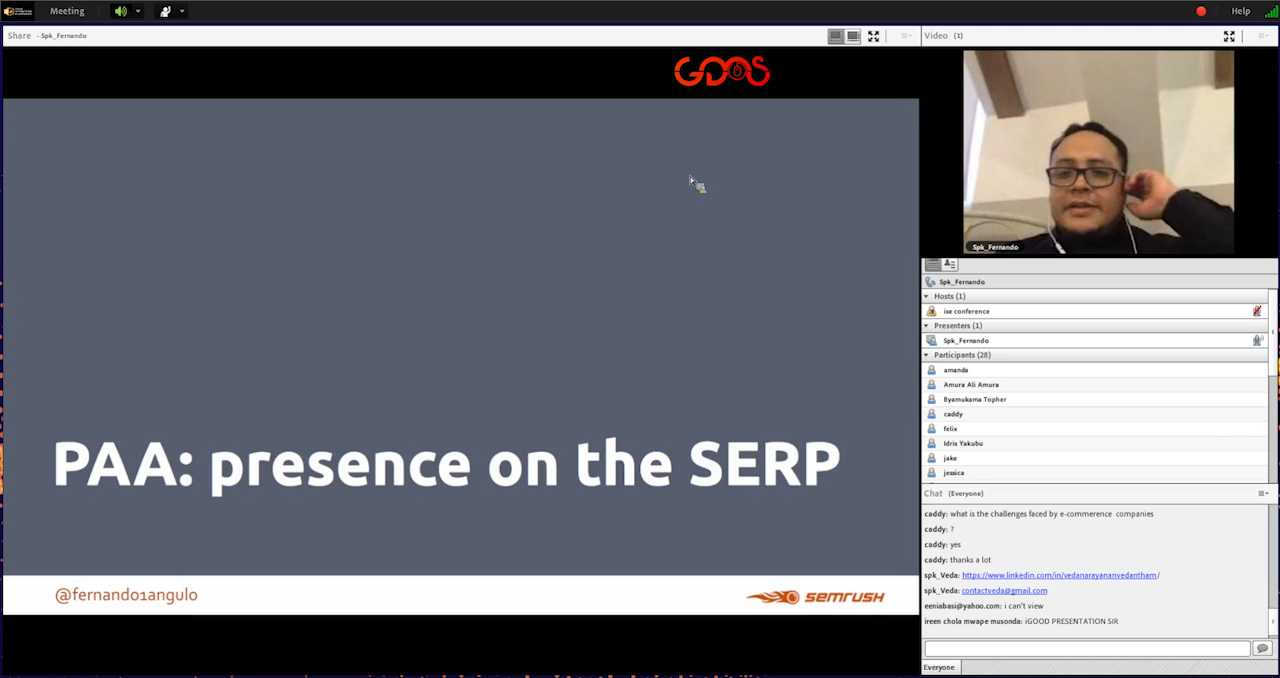 Meeting
Help
Share - Spk_Fernando
GDOS
PAA: presence on the SERP
@fernando1angulo
SEMRUSH
Video (1)
Spk_Fernando
Spk_Fernando
Hosts (1)
ise conference
Presenters (1)
Spk_Fernando
Participants (28)
amanda
Amura Ali Amura
Byamukama Topher
caddy
felix
Idris Yakubu
jake
jessica
Chat (Everyone)
caddy: what is the challenges faced by e-commerence companies
caddy: ?
caddy: yes
caddy: thanks a lot
spk_Veda: https://www.linkedin.com/in/vedanarayananvedantham/
spk_Veda: contactveda@gmail.com
eeniabasi@yahoo.com: i can't view
ireen chola mwape musonda: iGOOD PRESENTATION SIR
Everyone